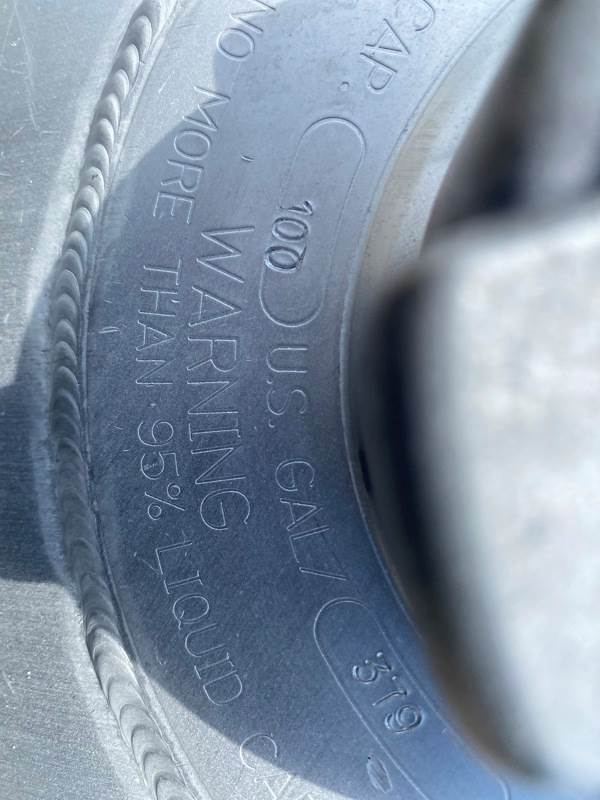 CAP. 100 U.S. GAL/ 379
WARNING
NO MORE THAN 95% LIQUID